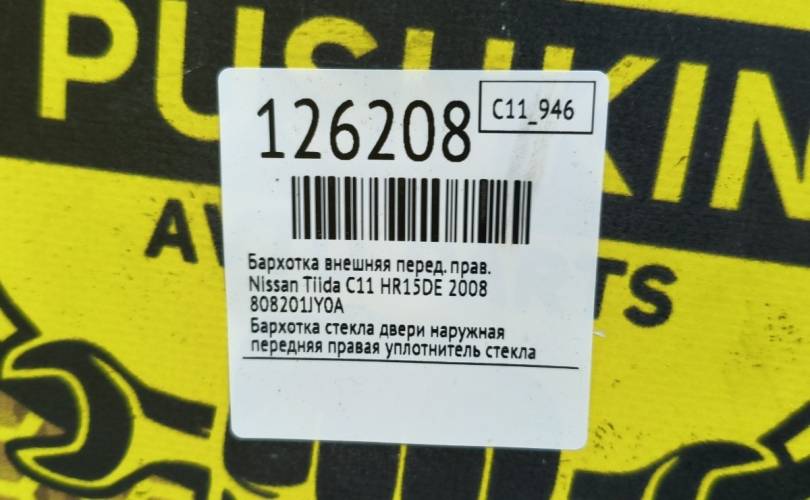 PUSHKIN
126208
C11_946
Бархотка внешняя перед. прав.
Nissan Tiida C11 HR15DE 2008
808201JY0A
Бархотка стекла двери наружная
передняя правая уплотнитель стекла